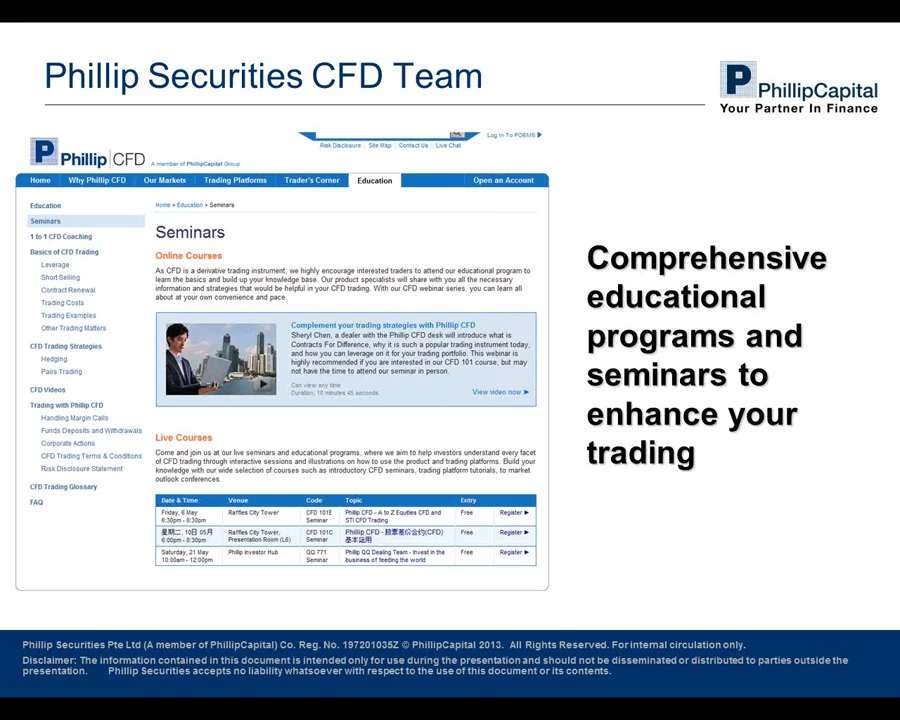 Phillip Securities CFD Team
P PhillipCapital
Your Partner In Finance
Log In To POEMS
Risk Disclosure | Site Map | Contact Us | Live Chat
P Phillip CFD A member of PhillipCapital Group
Home Why Phillip CFD Our Markets Trading Platforms Trader's Corner Education Open an Account
Education
Seminars
1 to 1 CFD Coaching
Basics of CFD Trading
Leverage
Short Selling
Contract Renewal
Trading Costs
Trading Examples
Other Trading Matters
CFD Trading Strategies
Hedging
Pairs Trading
CFD Videos
Trading with Phillip CFD
Handling Margin Calls
Funds Deposits and Withdrawals
Corporate Actions
CFD Trading Terms & Conditions
Risk Disclosure Statement
CFD Trading Glossary
FAQ
Home > Education > Seminars
Seminars
Online Courses
As CFD is a derivative trading instrument, we highly encourage interested traders to attend our educational program to
learn the basics and build up your knowledge base. Our product specialists will share with you all the necessary
information and strategies that would be helpful in your CFD trading. With our CFD webinar series, you can learn all
about at your own convenience and pace.
Complement your trading strategies with Phillip CFD
Sheryl Chen, a dealer with the Phillip CFD desk will introduce what is
Contracts For Difference, why it is such a popular trading instrument today,
and how you can leverage on it for your trading portfolio. This webinar is
highly recommended if you are interested in our CFD 101 course, but may
not have the time to attend our seminar in person.
Can view any time
Duration: 18 minutes 45 seconds
View video now
Live Courses
Come and join us at our live seminars and educational programs, where we aim to help investors understand every facet
of CFD trading through interactive sessions and illustrations on how to use the product and trading platforms. Build your
knowledge with our wide selection of courses such as introductory CFD seminars, trading platform tutorials, to market
outlook conferences.
Date & Time Venue Code Topic Entry
Friday, 6 May Raffles City Tower CFD 101E Phillip CFD - A to Z Equities CFD and Free Register
6:30pm - 8:30pm Seminar STI CFD Trading
星期二, 10日 05月 Raffles City Tower, CFD 101C Phillip CFD - 股票差价合约(CFD) Free Register
6:00pm - 8:30pm Presentation Room (L6) Seminar 基本运用
Saturday, 21 May Phillip Investor Hub QQ 771 Phillip QQ Dealing Team - Invest in the Free Register
10:00am - 12:00pm Seminar business of feeding the world
Comprehensive
educational
programs and
seminars to
enhance your
trading
Phillip Securities Pte Ltd (A member of PhillipCapital) Co. Reg. No. 197201035Z © PhillipCapital 2013. All Rights Reserved. For internal circulation only.
Disclaimer: The information contained in this document is intended only for use during the presentation and should not be disseminated or distributed to parties outside the
presentation. Phillip Securities accepts no liability whatsoever with respect to the use of this document or its contents.